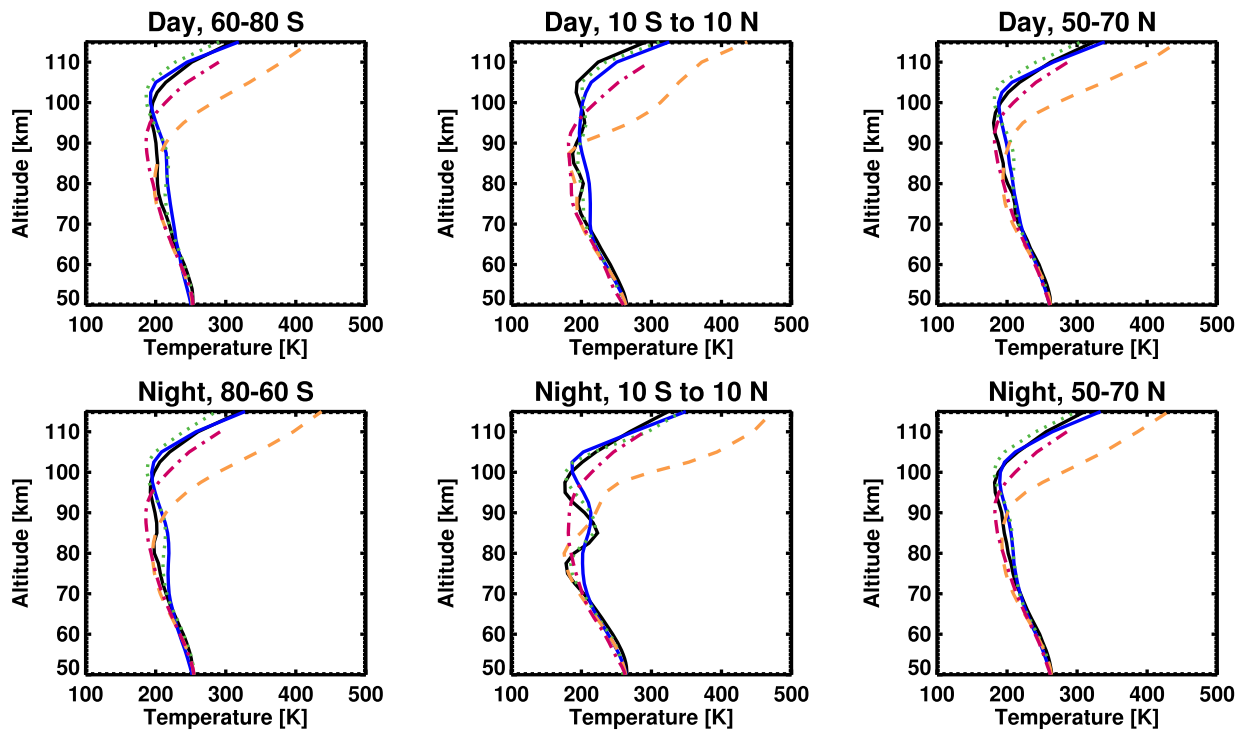 Day, 60-80 S
110
100
90
80
70
60
50
Altitude [km]
100 200 300 400 500
Temperature [K]
Day, 10 S to 10 N
110
100
90
80
70
60
50
Altitude [km]
100 200 300 400 500
Temperature [K]
Day, 50-70 N
110
100
90
80
70
60
50
Altitude [km]
100 200 300 400 500
Temperature [K]
Night, 80-60 S
110
100
90
80
70
60
50
Altitude [km]
100 200 300 400 500
Temperature [K]
Night, 10 S to 10 N
110
100
90
80
70
60
50
Altitude [km]
100 200 300 400 500
Temperature [K]
Night, 50-70 N
110
100
90
80
70
60
50
Altitude [km]
100 200 300 400 500
Temperature [K]